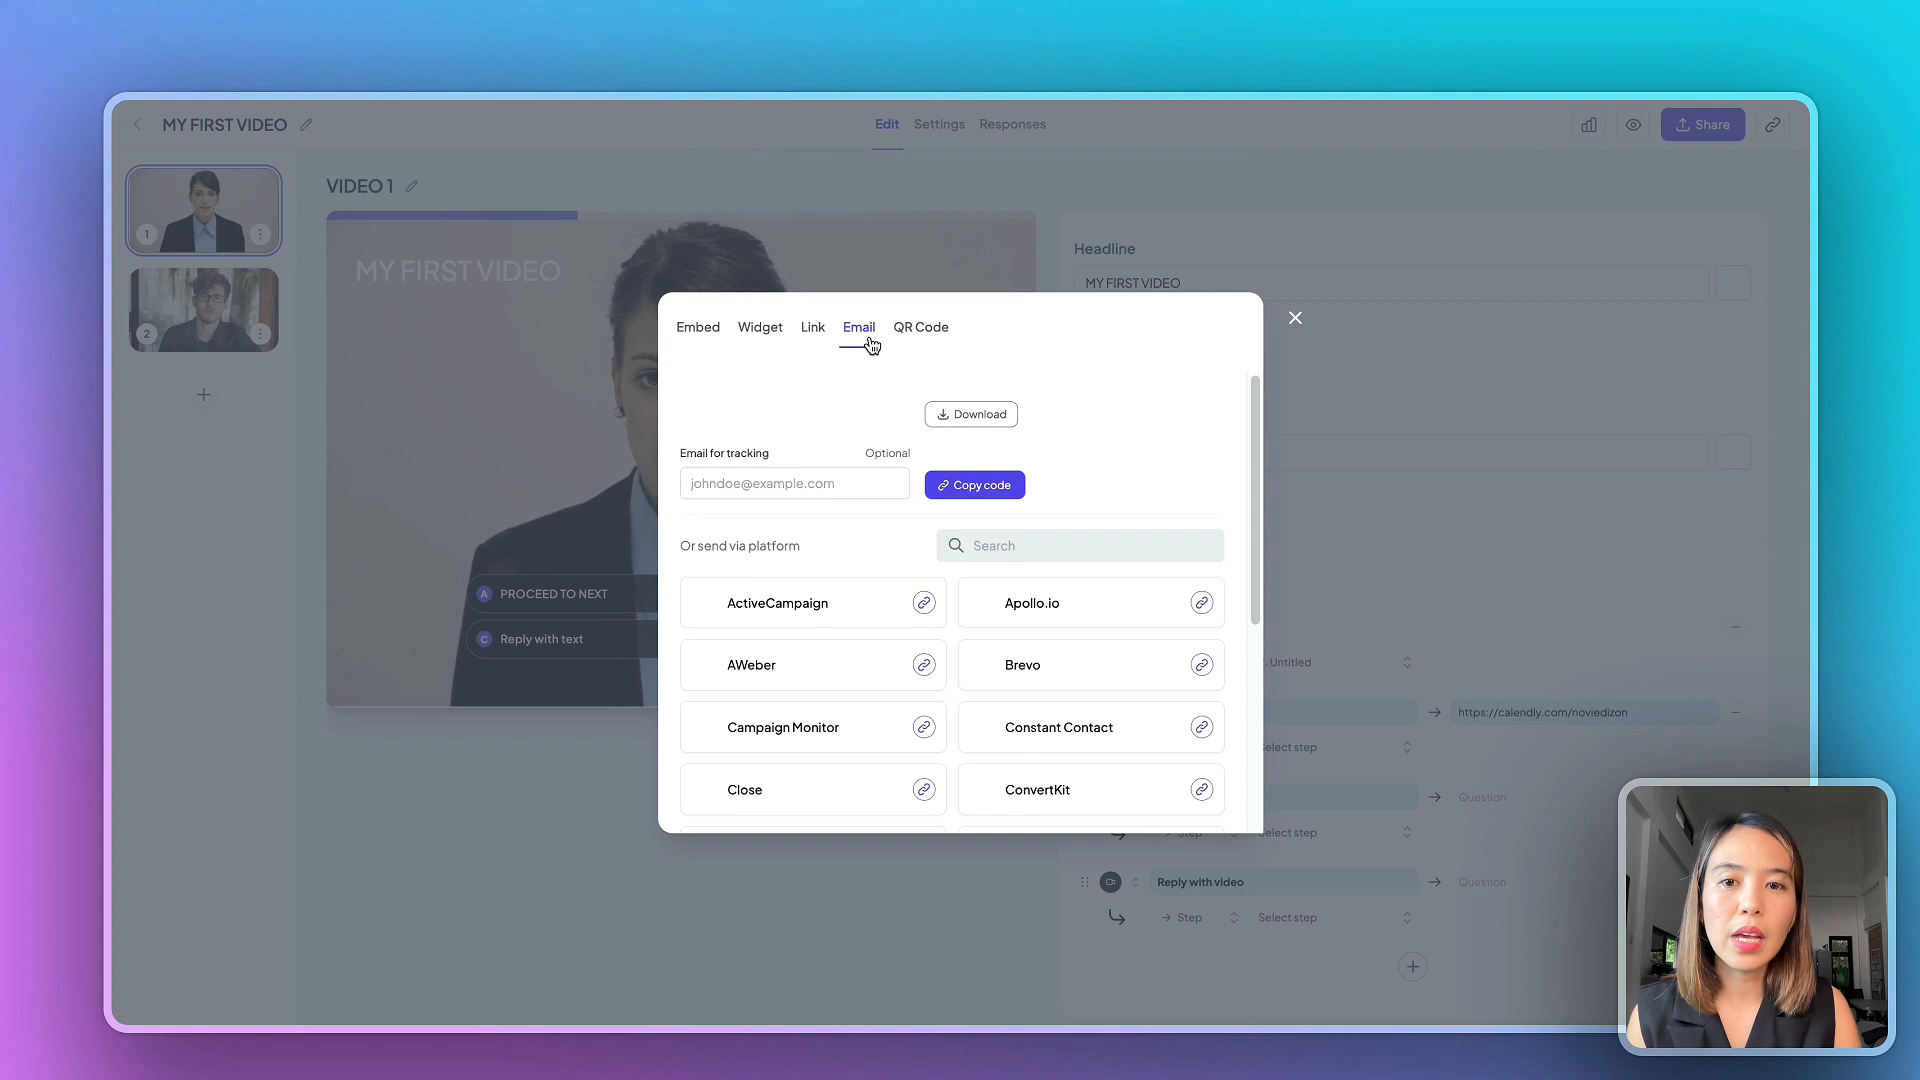 MY FIRST VIDEO
Edit Settings Responses
Share
VIDEO 1
1
2
MY FIRST VIDEO
A PROCEED TO NEXT
C Reply with text
Headline
MY FIRST VIDEO
Embed Widget Link Email QR Code
Download
Email for tracking Optional
johndoe@example.com
Copy code
Or send via platform
Search
ActiveCampaign
Apollo.io
AWeber
Brevo
Campaign Monitor
Constant Contact
Close
ConvertKit
Untitled
https://calendly.com/noviedizon
Select step
Question
Step Select step
Reply with video
Question
Step Select step